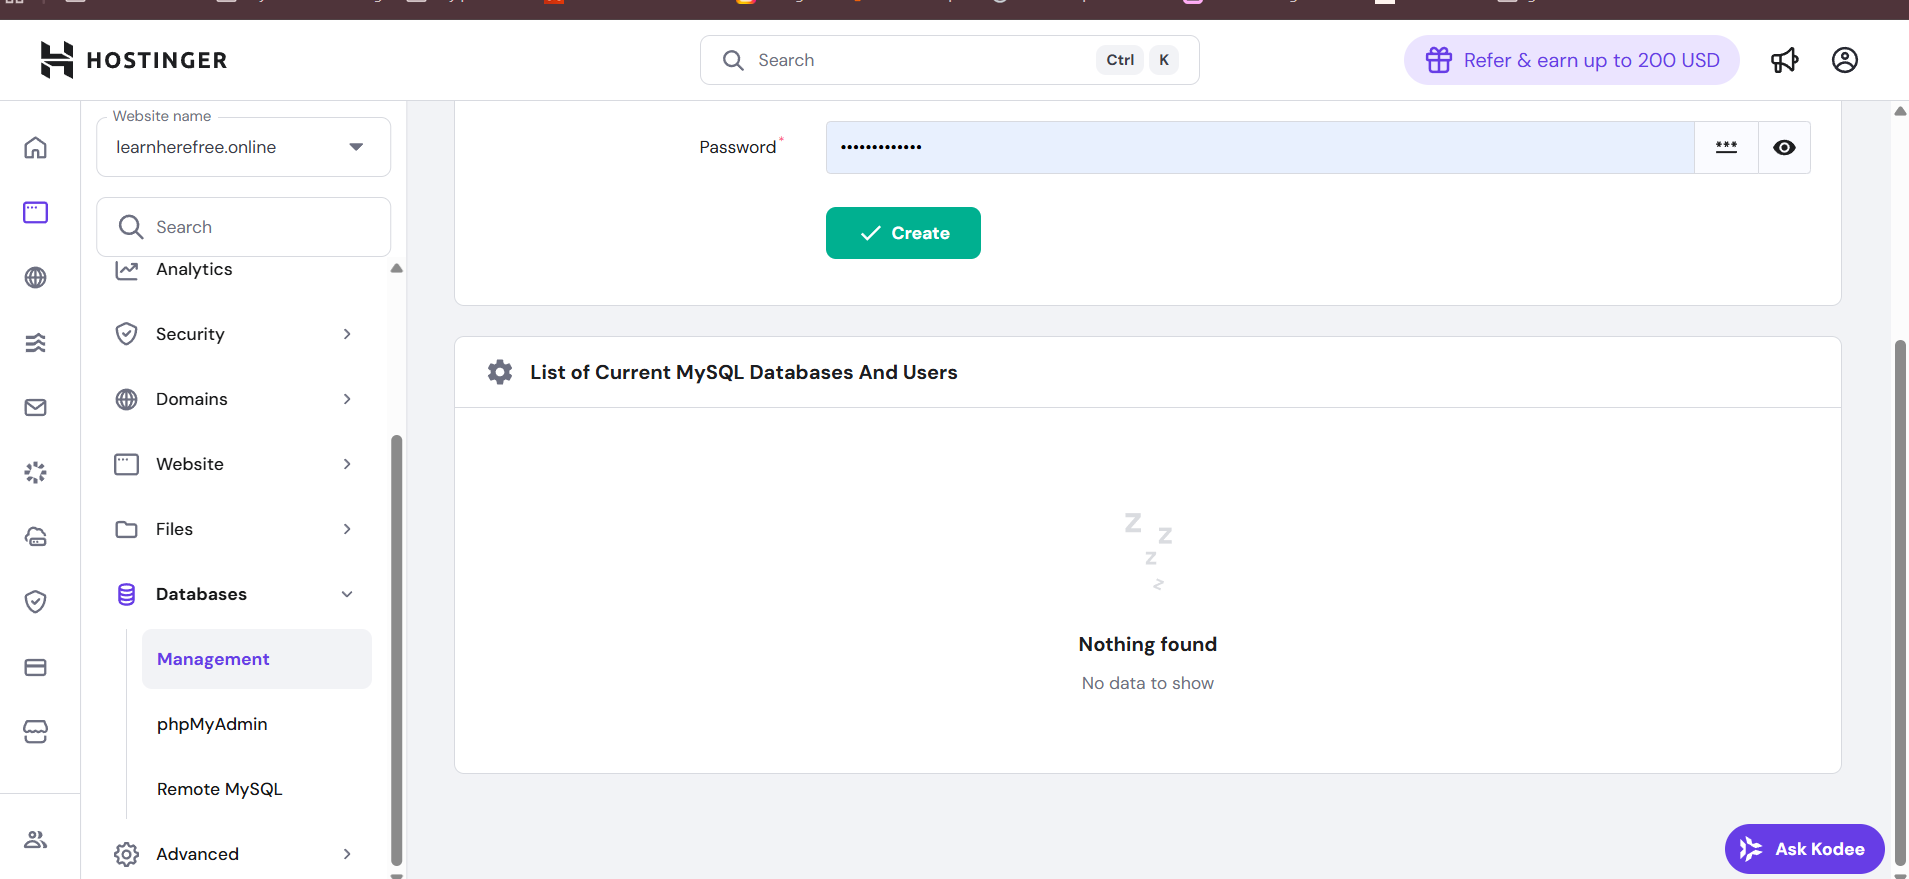 HOSTINGER
Search
Ctrl
K
Refer & earn up to 200 USD
Website name
learnherefree.online
Search
Analytics
Security
Domains
Website
Files
Databases
Management
phpMyAdmin
Remote MySQL
Advanced
Password*
•••••••••••••
***
Create
List of Current MySQL Databases And Users
z z
z
z
Nothing found
No data to show
Ask Kodee